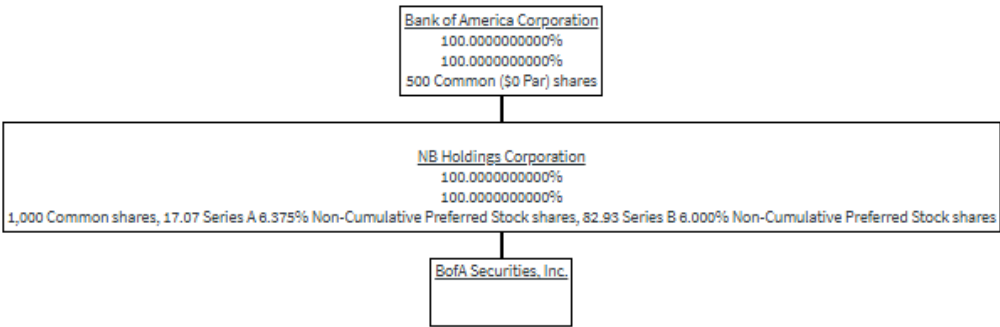 Bank of America Corporation
100.0000000000%
100.0000000000%
500 Common ($0 Par) shares
NB Holdings Corporation
100.0000000000%
100.0000000000%
1,000 Common shares, 17.07 Series A 6.375% Non-Cumulative Preferred Stock shares, 82.93 Series B 6.000% Non-Cumulative Preferred Stock shares
BofA Securities, Inc.